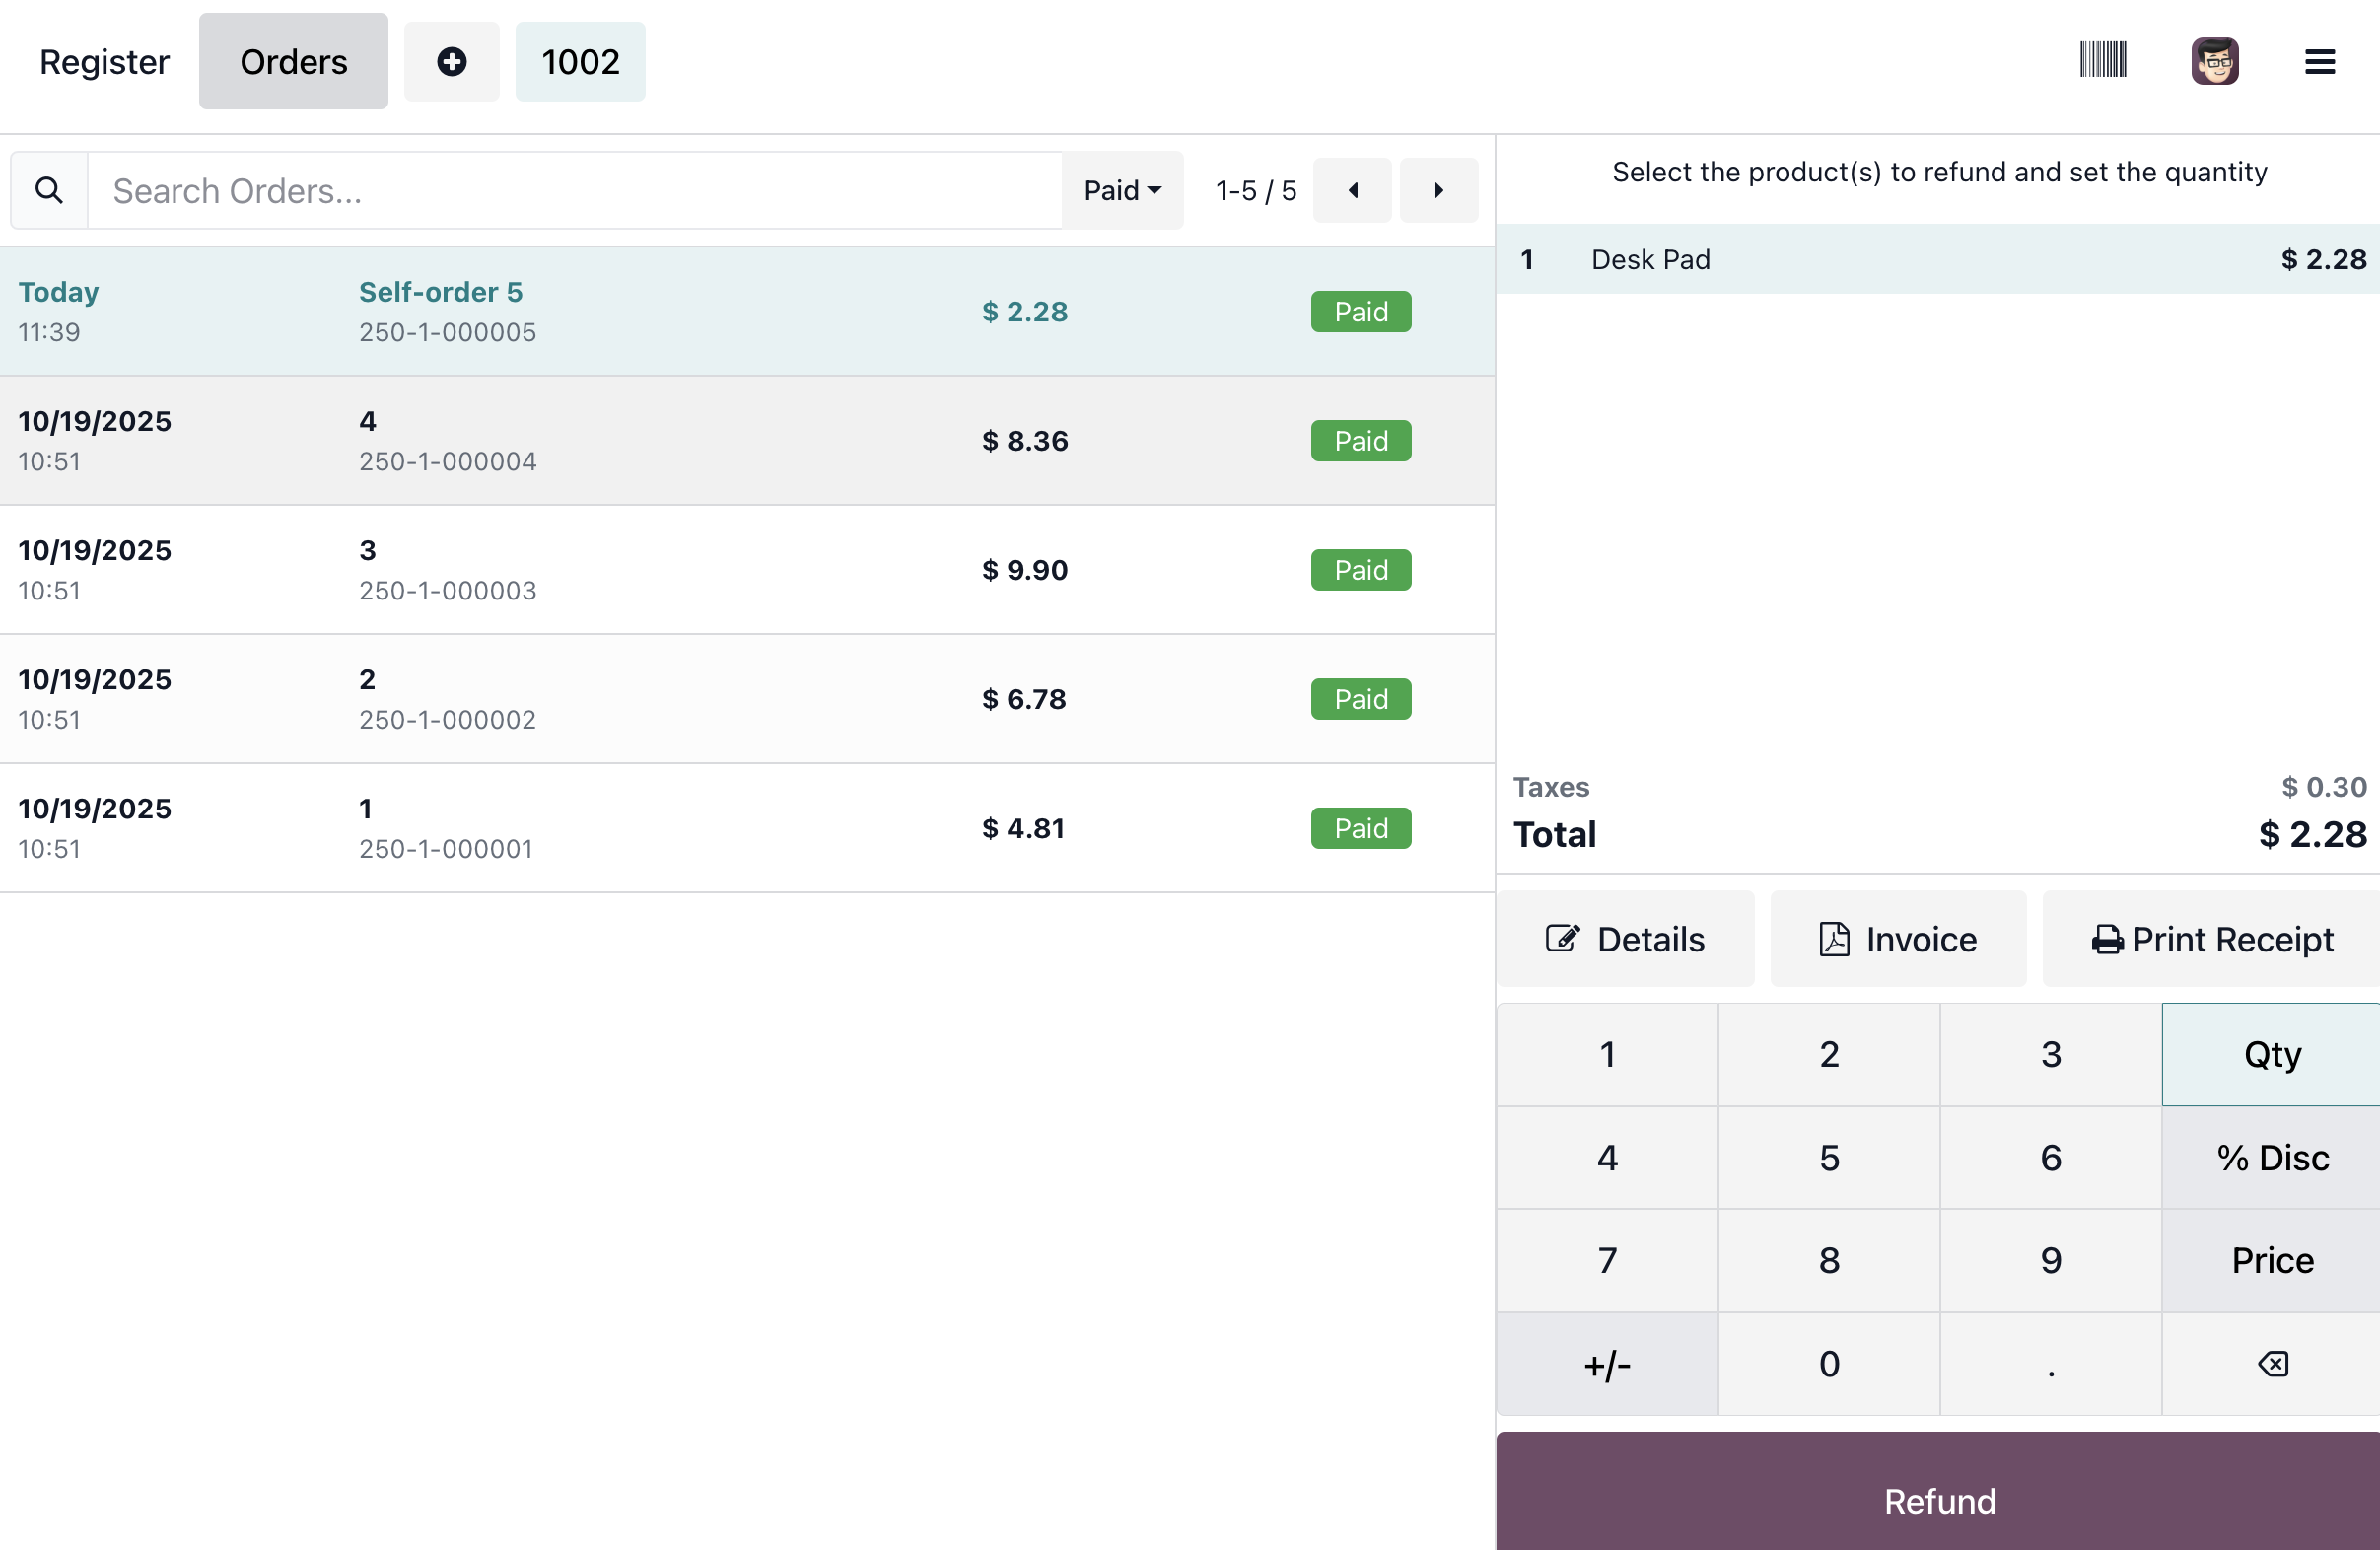 Register Orders 1002
Search Orders... Paid 1-5 / 5
Today Self-order 5 $ 2.28 Paid
11:39 250-1-000005
10/19/2025 4 $ 8.36 Paid
10:51 250-1-000004
10/19/2025 3 $ 9.90 Paid
10:51 250-1-000003
10/19/2025 2 $ 6.78 Paid
10:51 250-1-000002
10/19/2025 1 $ 4.81 Paid
10:51 250-1-000001
Select the product(s) to refund and set the quantity
1 Desk Pad $ 2.28
Taxes $ 0.30
Total $ 2.28
Details Invoice Print Receipt
1 2 3 Qty
4 5 6 % Disc
7 8 9 Price
+/- 0 .
Refund